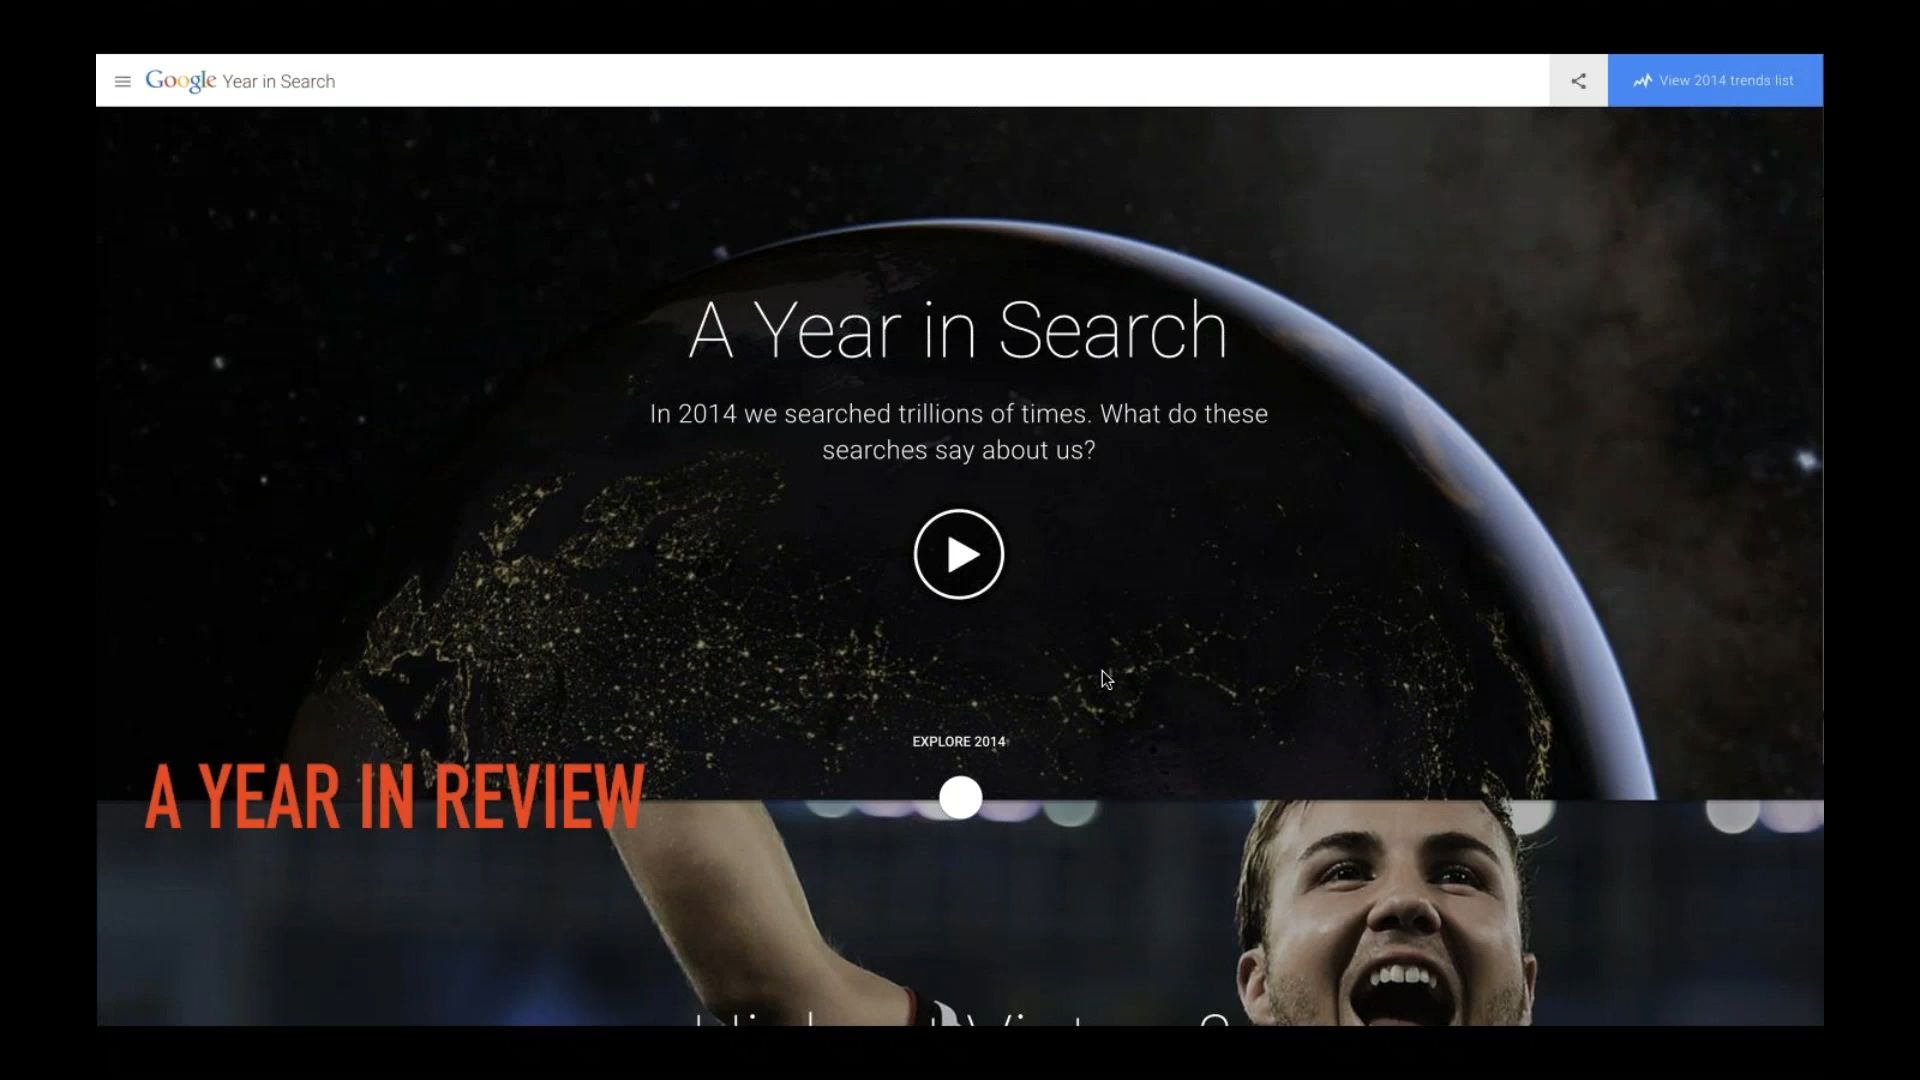 Google Year in Search
View 2014 trends list
A Year in Search
In 2014 we searched trillions of times. What do these
searches say about us?
EXPLORE 2014
A YEAR IN REVIEW